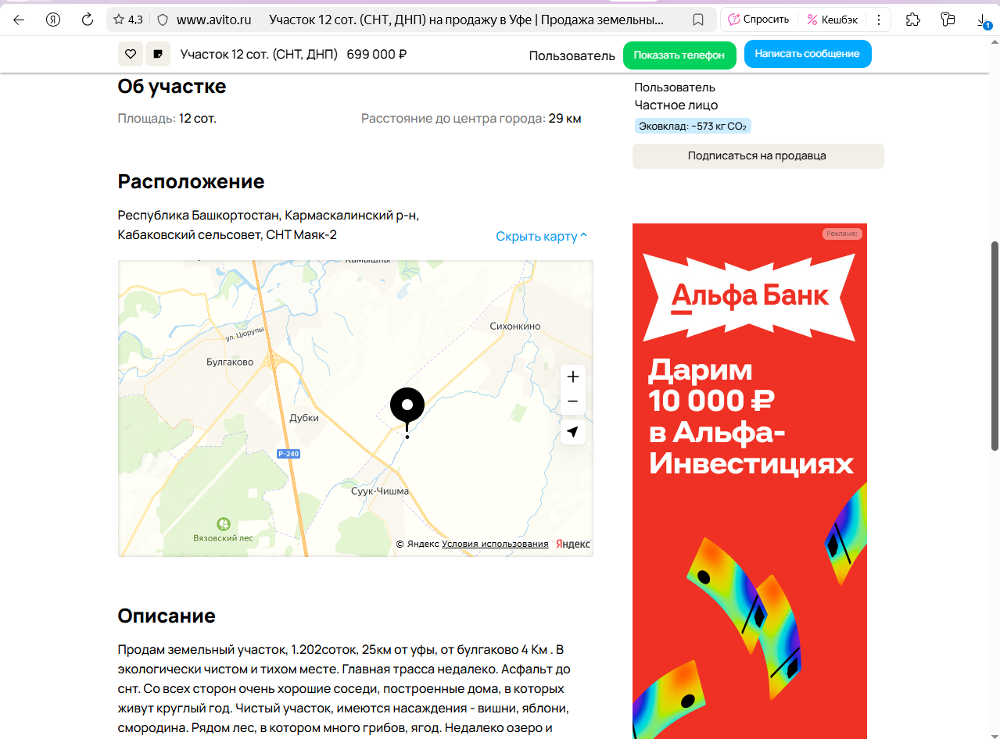 4,3
www.avito.ru
Участок 12 сот. (СНТ, ДНП) на продажу в Уфе | Продажа земельны...
Спросить
Кешбэк
1
Участок 12 сот. (СНТ, ДНП) 699 000 ₽
Пользователь
Показать телефон
Написать сообщение
Об участке
Площадь: 12 сот.
Расстояние до центра города: 29 км
Пользователь
Частное лицо
Эковклад: −573 кг CO₂
Подписаться на продавца
Расположение
Республика Башкортостан, Кармаскалинский р-н,
Кабаковский сельсовет, СНТ Маяк-2
Скрыть карту
Камышлы
Сихонкино
ул. Цюрупы
Булгаково
Дубки
Р-240
Суук-Чишма
Вязовский лес
© Яндекс Условия использования Яндекс
Реклама:
Альфа Банк
Дарим
10 000 ₽
в Альфа-
Инвестициях
Описание
Продам земельный участок, 1.202соток, 25км от уфы, от булгаково 4 Км . В
экологически чистом и тихом месте. Главная трасса недалеко. Асфальт до
снт. Со всех сторон очень хорошие соседи, построенные дома, в которых
живут круглый год. Чистый участок, имеются насаждения - вишни, яблони,
смородина. Рядом лес, в котором много грибов, ягод. Недалеко озеро и